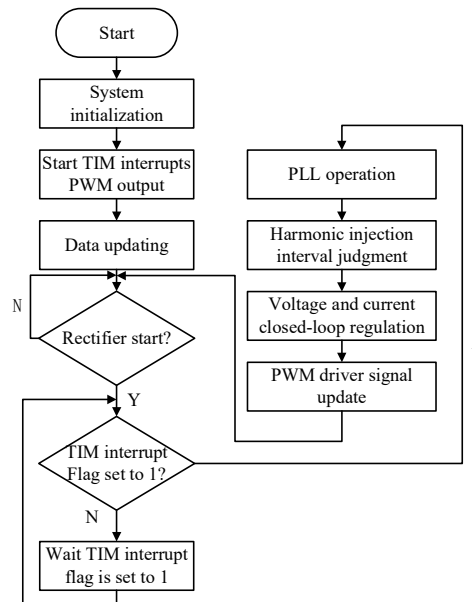 Start
System
initialization
Start TIM interrupts
PWM output
Data updating
N
Rectifier start?
Y
TIM interrupt
Flag set to 1?
N
Wait TIM interrupt
flag is set to 1
PLL operation
Harmonic injection
interval judgment
Voltage and current
closed-loop regulation
PWM driver signal
update